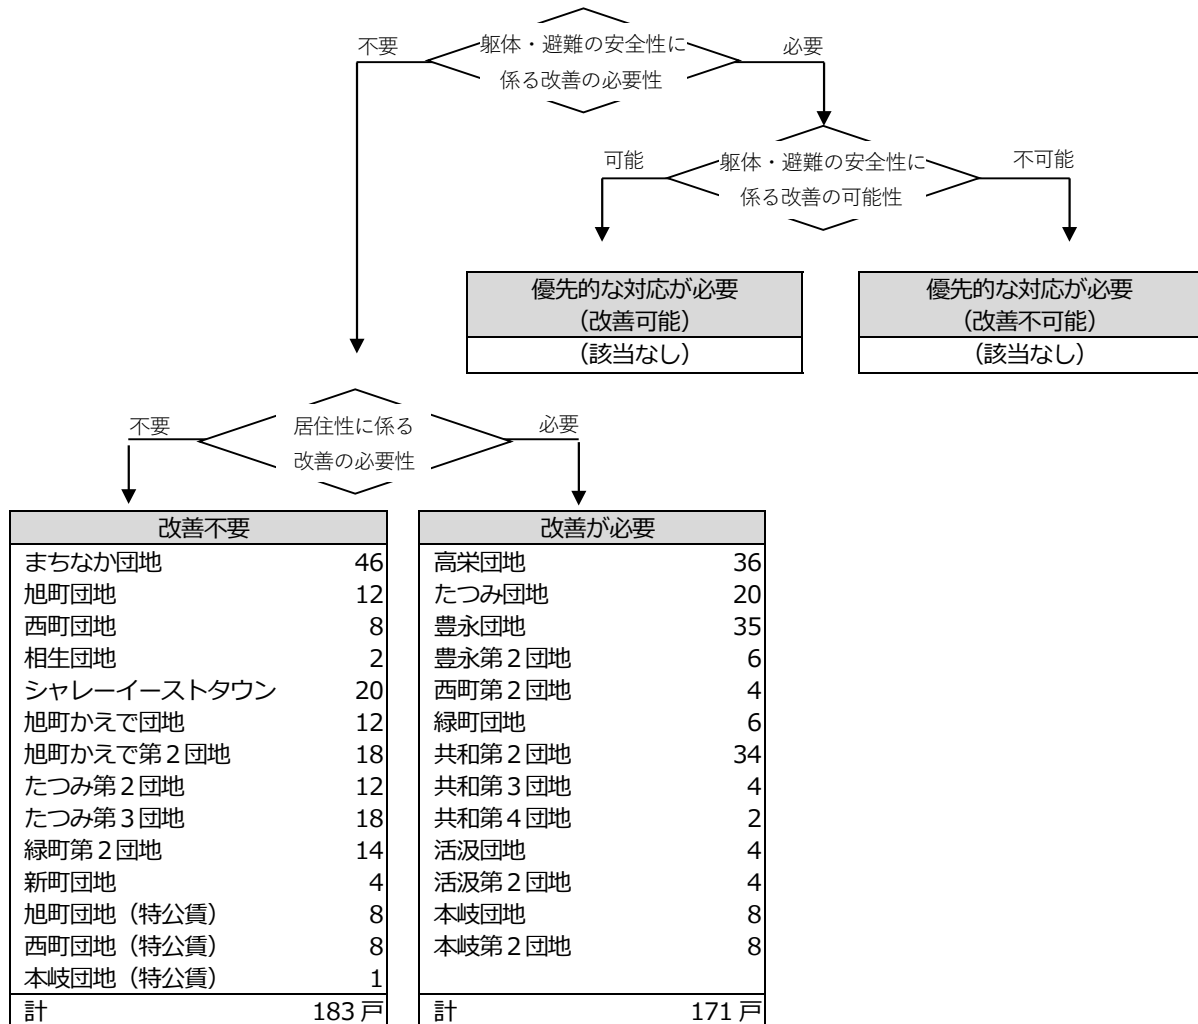 不要
躯体・避難の安全性に
係る改善の必要性
必要
可能
躯体・避難の安全性に
係る改善の可能性
不可能
優先的な対応が必要
（改善可能）
（該当なし）
優先的な対応が必要
（改善不可能）
（該当なし）
不要
居住性に係る
改善の必要性
必要
改善不要
まちなか団地 46
旭町団地 12
西町団地 8
相生団地 2
シャレーイーストタウン 20
旭町かえで団地 12
旭町かえで第２団地 18
たつみ第２団地 12
たつみ第３団地 18
緑町第２団地 14
新町団地 4
旭町団地（特公賃） 8
西町団地（特公賃） 8
本岐団地（特公賃） 1
計 183 戸
改善が必要
高栄団地 36
たつみ団地 20
豊永団地 35
豊永第２団地 6
西町第２団地 4
緑町団地 6
共和第２団地 34
共和第３団地 4
共和第４団地 2
活汲団地 4
活汲第２団地 4
本岐団地 8
本岐第２団地 8
計 171 戸